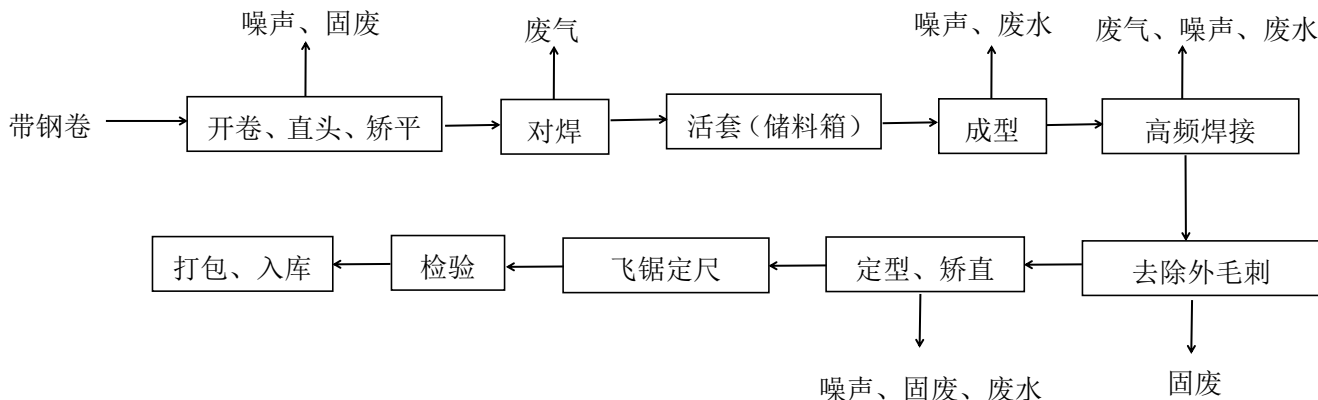 噪声、固废
废气
噪声、废水
废气、噪声、废水
带钢卷
开卷、直头、矫平
对焊
活套（储料箱）
成型
高频焊接
打包、入库
检验
飞锯定尺
定型、矫直
去除外毛刺
噪声、固废、废水
固废